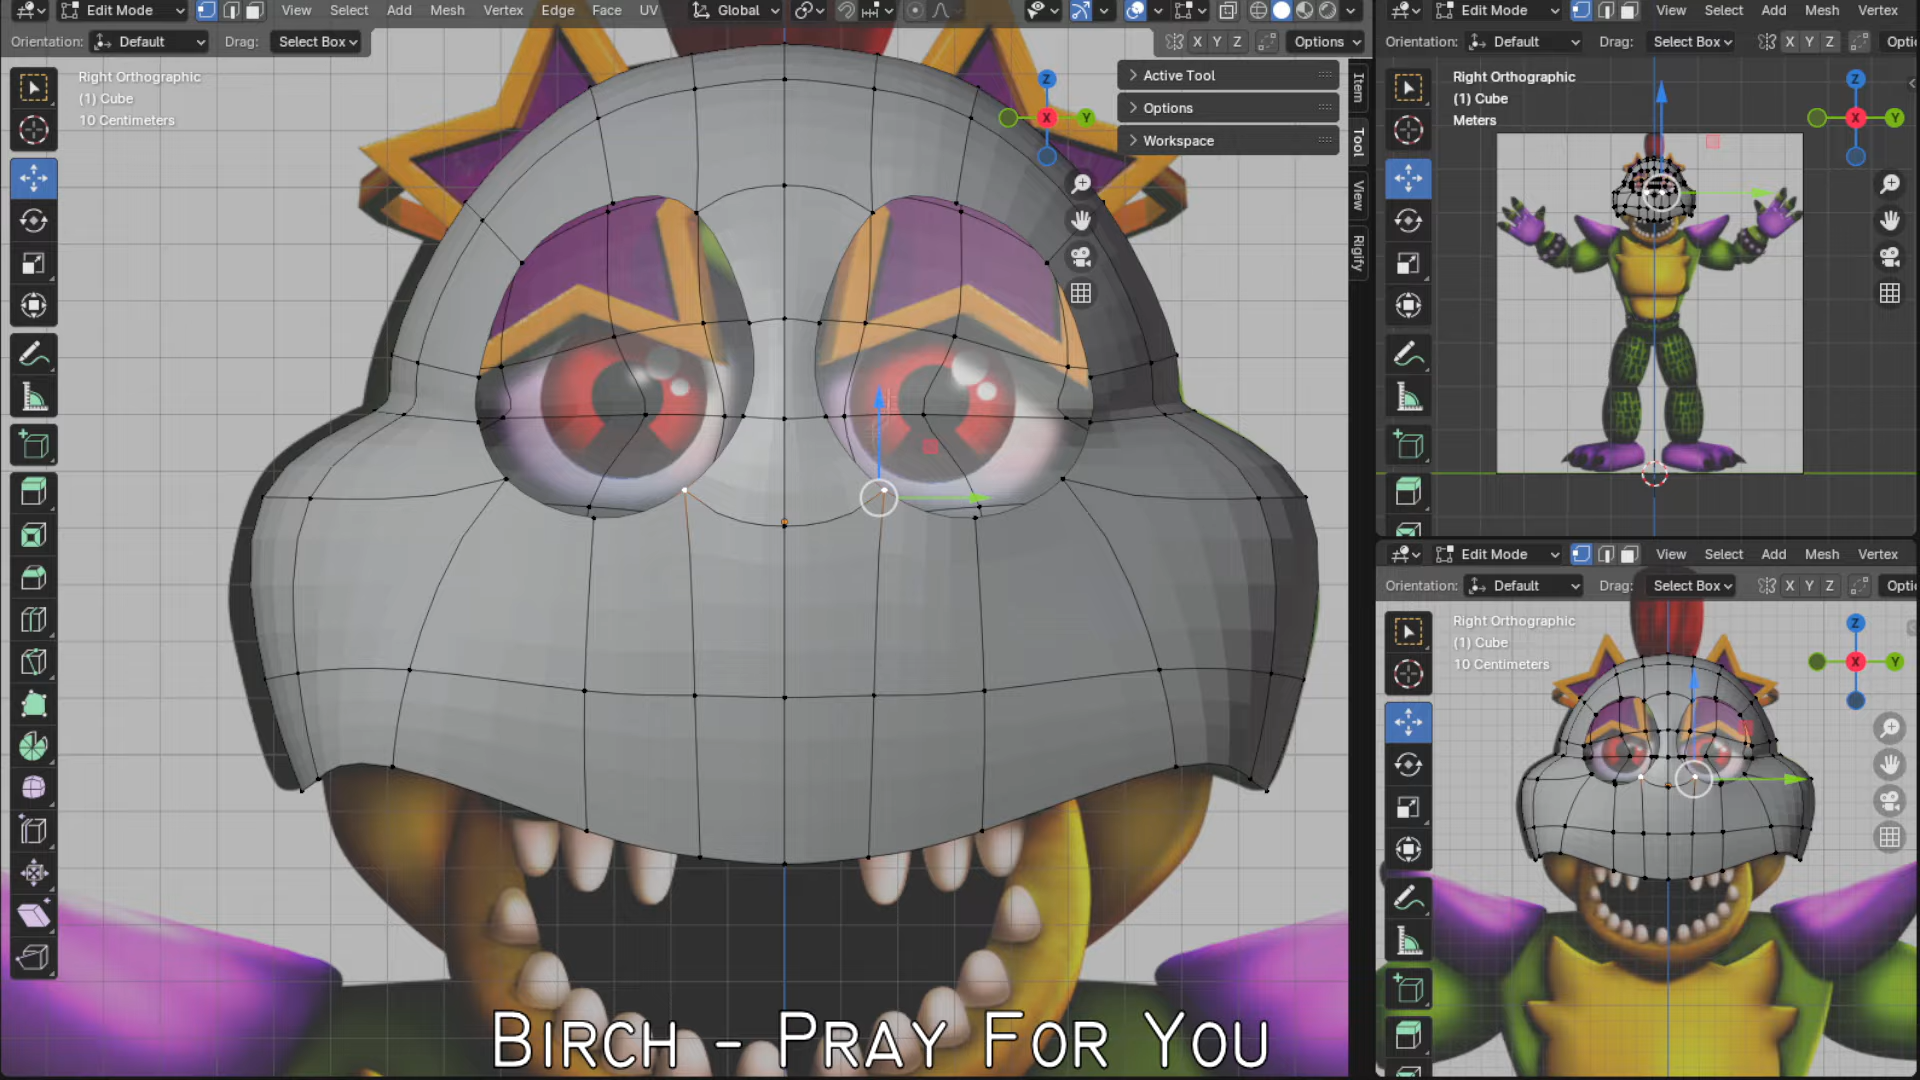 Edit Mode View Select Add Mesh Vertex Edge Face UV Global
Orientation: Default Drag: Select Box X Y Z Options
Right Orthographic
(1) Cube
10 Centimeters
Z
X Y
Active Tool
Options
Workspace
Item
Tool
View
Rigify
BIRCH - PRAY FOR YOU
Edit Mode View Select Add Mesh Vertex
Orientation: Default Drag: Select Box X Y Z Opti
Right Orthographic
(1) Cube
Meters
Z
X Y
Edit Mode View Select Add Mesh Vertex
Orientation: Default Drag: Select Box X Y Z Opti
Right Orthographic
(1) Cube
10 Centimeters
Z
X Y